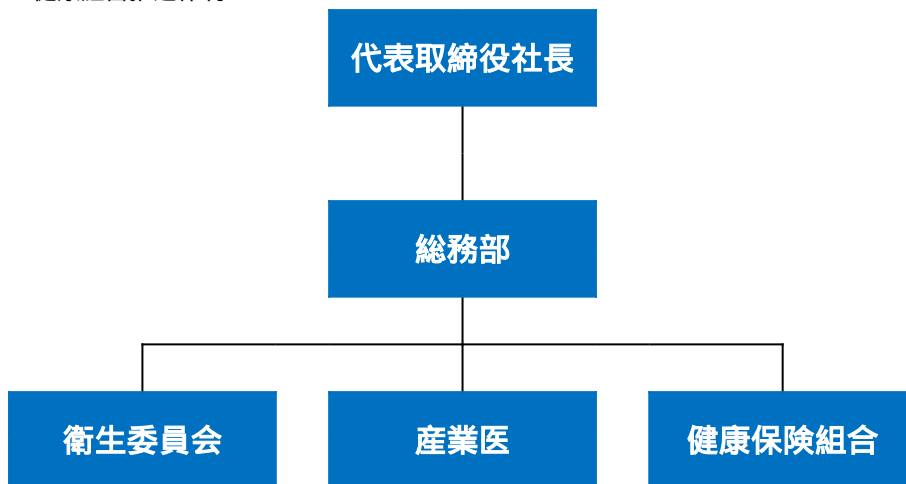 代表取締役社長
総務部
衛生委員会
産業医
健康保険組合